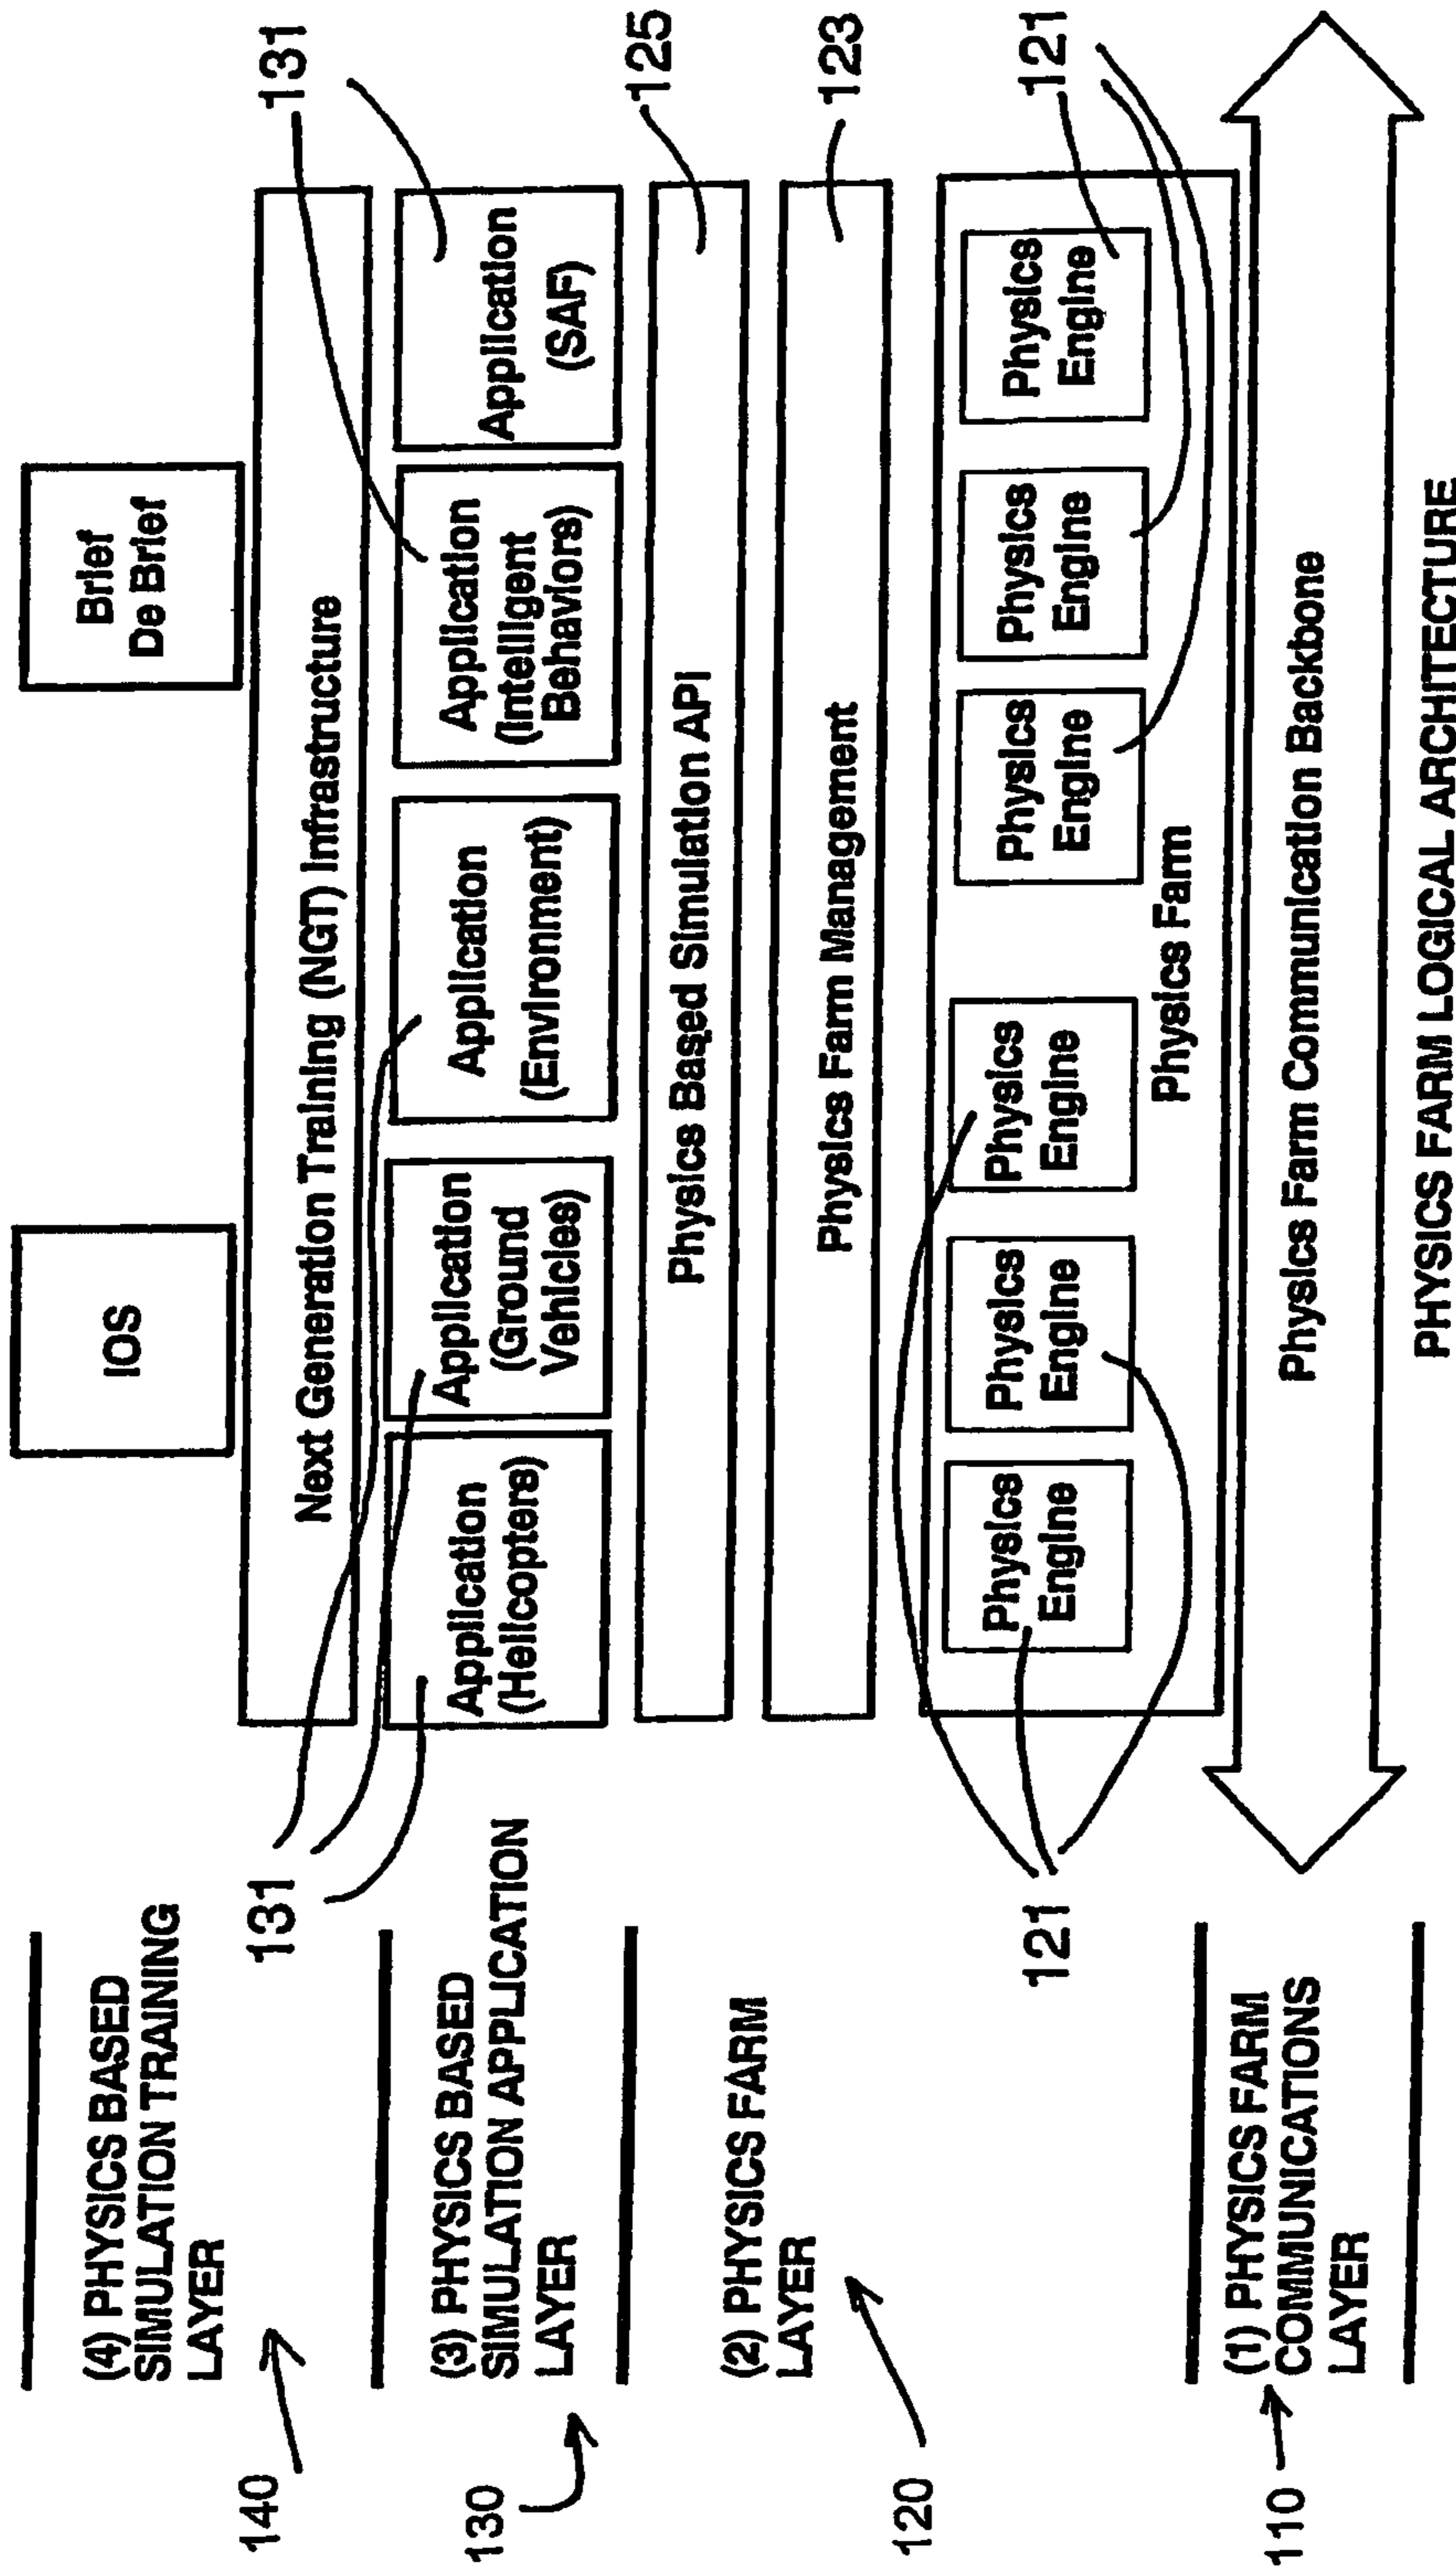 (4) PHYSICS BASED
SIMULATION TRAINING
LAYER
140
IOS
Brief
De Brief
131
131
Next Generation Training (NGT) Infrastructure
(3) PHYSICS BASED
SIMULATION APPLICATION
LAYER
130
Application
(Helicopters)
Application
(Ground
Vehicles)
Application
(Environment)
Application
(Intelligent
Behaviors)
Application
(SAF)
Physics Based Simulation API
125
(2) PHYSICS FARM
LAYER
120
Physics Farm Management
123
Physics
Engine
Physics
Engine
Physics
Engine
Physics
Engine
Physics
Engine
Physics
Engine
121
121
Physics Farm
(1) PHYSICS FARM
COMMUNICATIONS
LAYER
110
Physics Farm Communication Backbone
PHYSICS FARM LOGICAL ARCHITECTURE